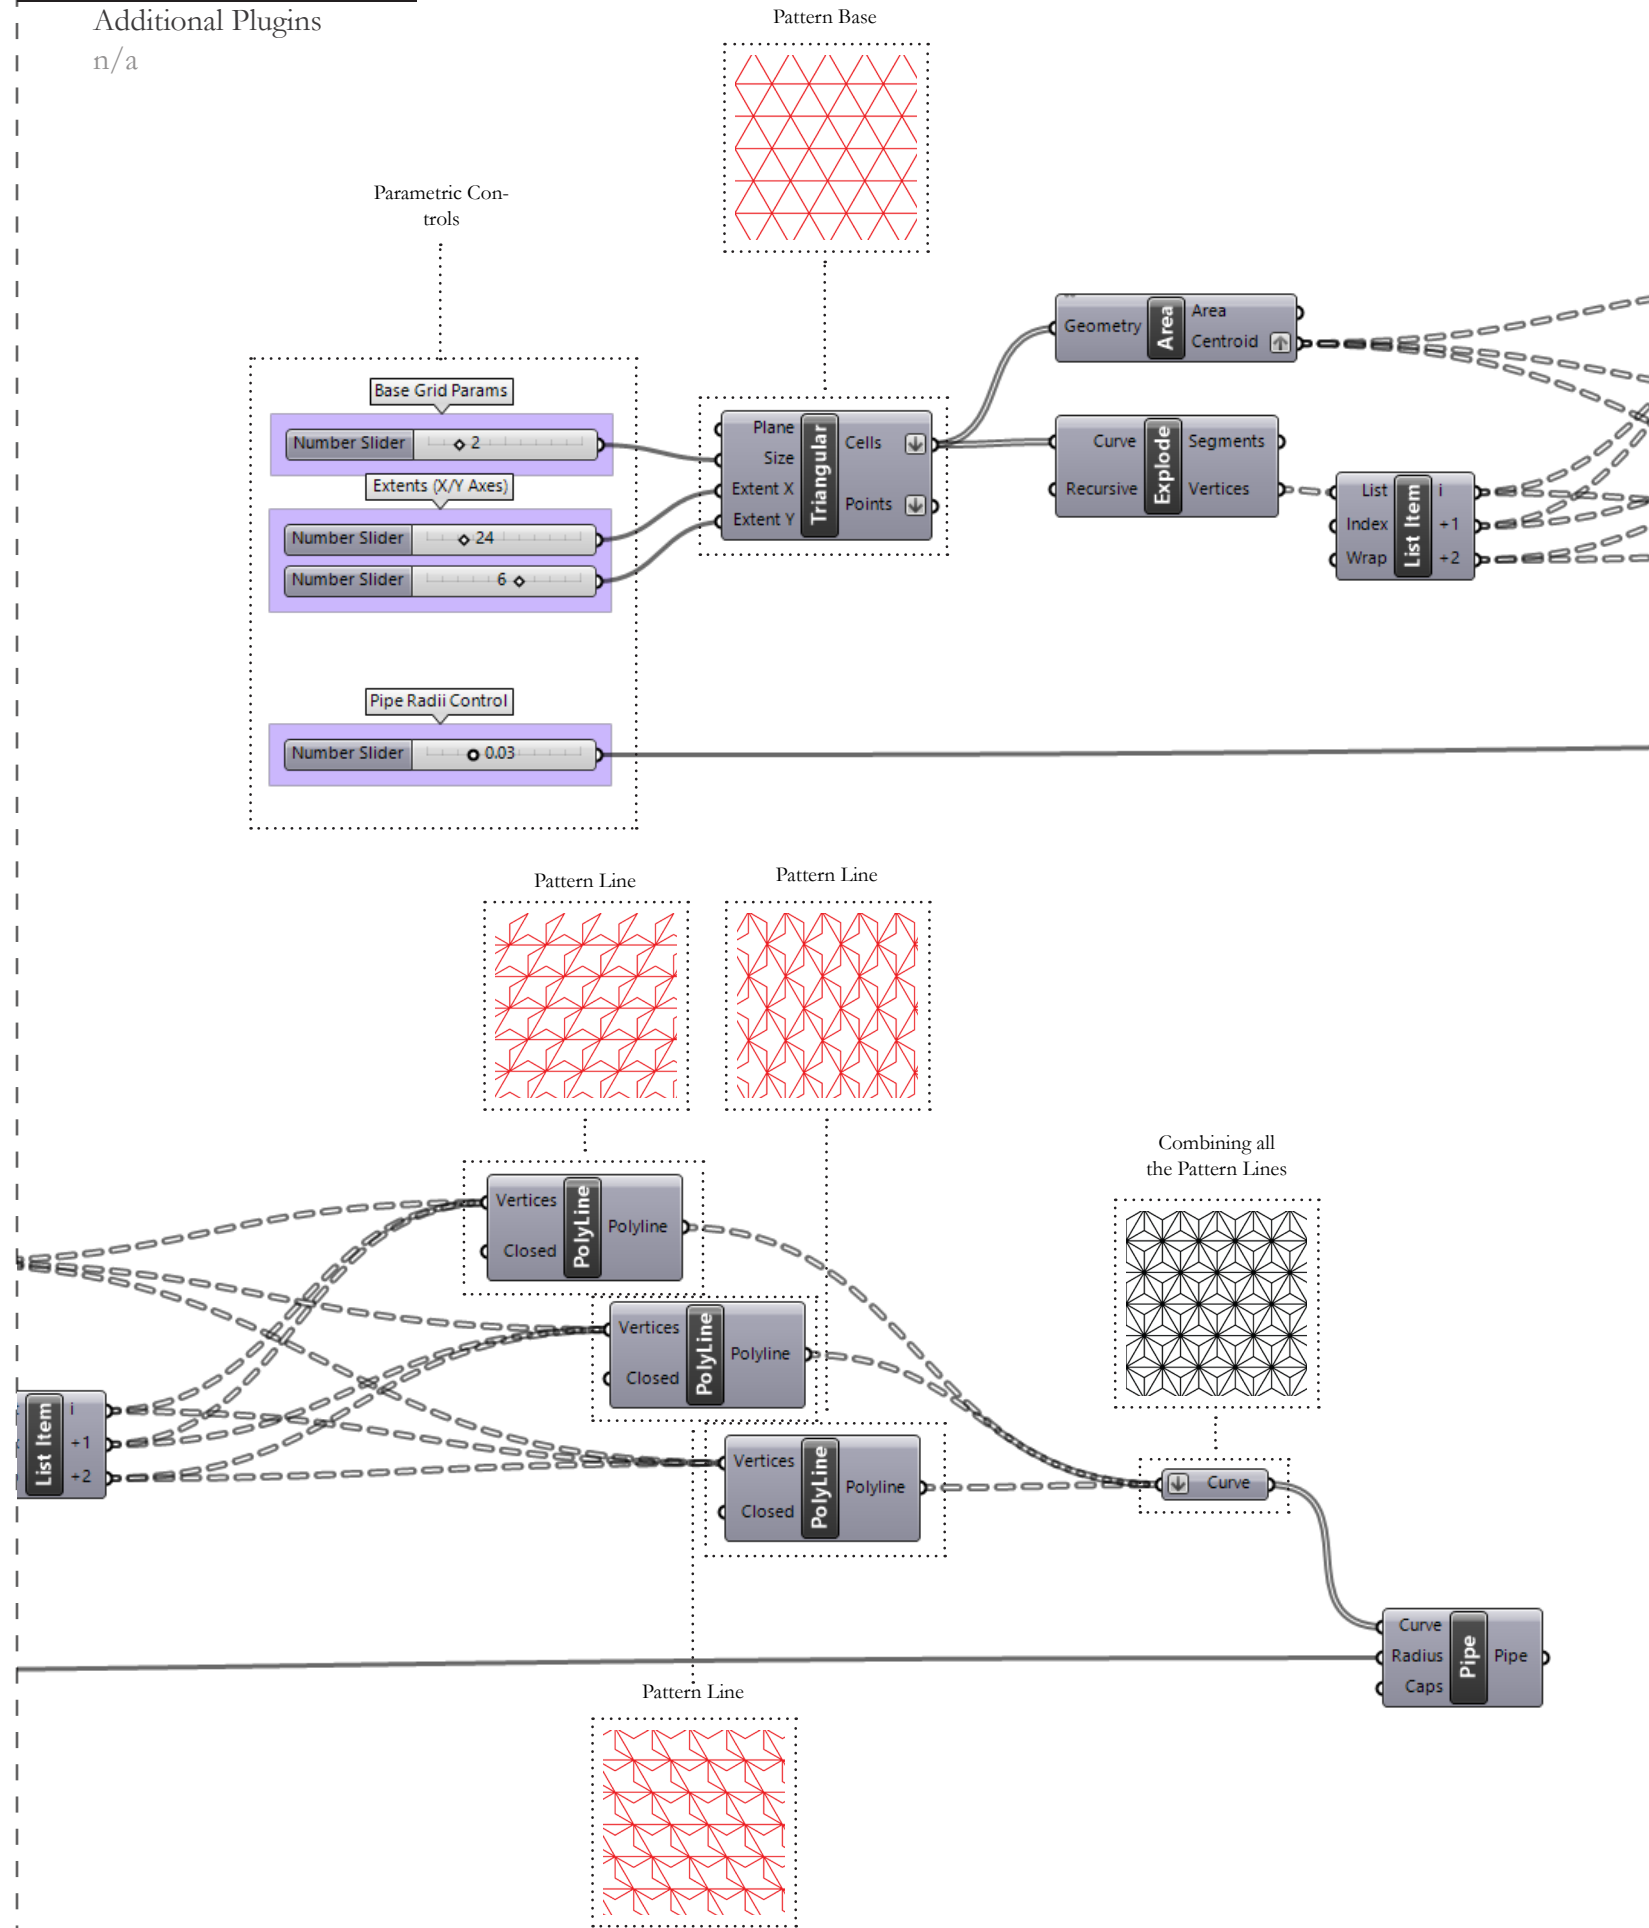 Additional Plugins
n/a
Pattern Base
Parametric Con-
trols
Base Grid Params
Number Slider 2
Extents (X/Y Axes)
Number Slider 24
Number Slider 6
Pipe Radii Control
Number Slider 0.03
Plane
Size
Extent X
Extent Y
Triangular
Cells
Points
Geometry
Area
Area
Centroid
Curve
Recursive
Explode
Segments
Vertices
List
Index
Wrap
List Item
i
+1
+2
Pattern Line
Pattern Line
Combining all
the Pattern Lines
Vertices
Closed
PolyLine
Polyline
Vertices
Closed
PolyLine
Polyline
List Item
i
+1
+2
Vertices
Closed
PolyLine
Polyline
Curve
Curve
Radius
Caps
Pipe
Pipe
Pattern Line